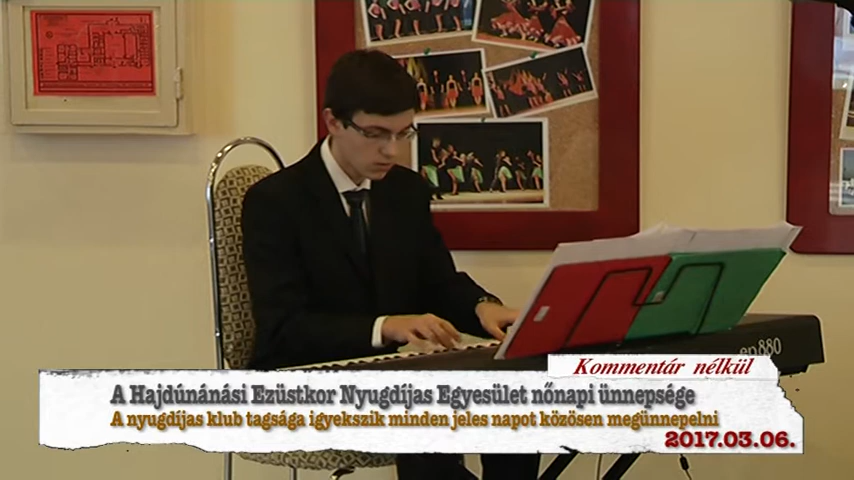 ep880
Kommentár nélkül
A Hajdúnánási Ezüstkor Nyugdíjas Egyesület nőnapi ünnepsége
A nyugdíjas klub tagsága igyekszik minden jeles napot közösen megünnepelni
2017.03.06.